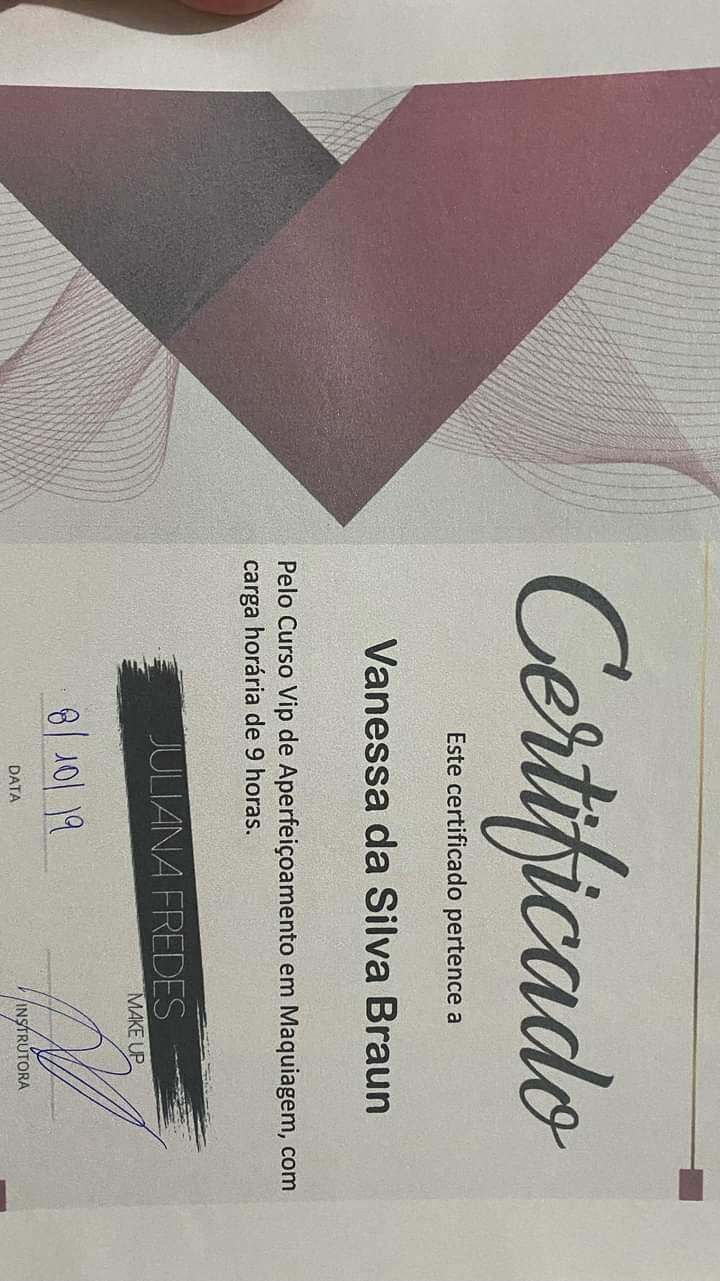 Certificado
Este certificado pertence a
Vanessa da Silva Braun
Pelo Curso Vip de Aperfeiçoamento em Maquiagem, com
carga horária de 9 horas.
JULIANA FREDES
MAKE UP
8/10/19
DATA
INSTRUTORA